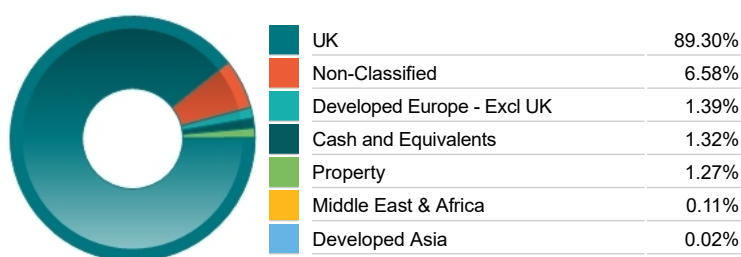 UK 89.30%
Non-Classified 6.58%
Developed Europe - Excl UK 1.39%
Cash and Equivalents 1.32%
Property 1.27%
Middle East & Africa 0.11%
Developed Asia 0.02%